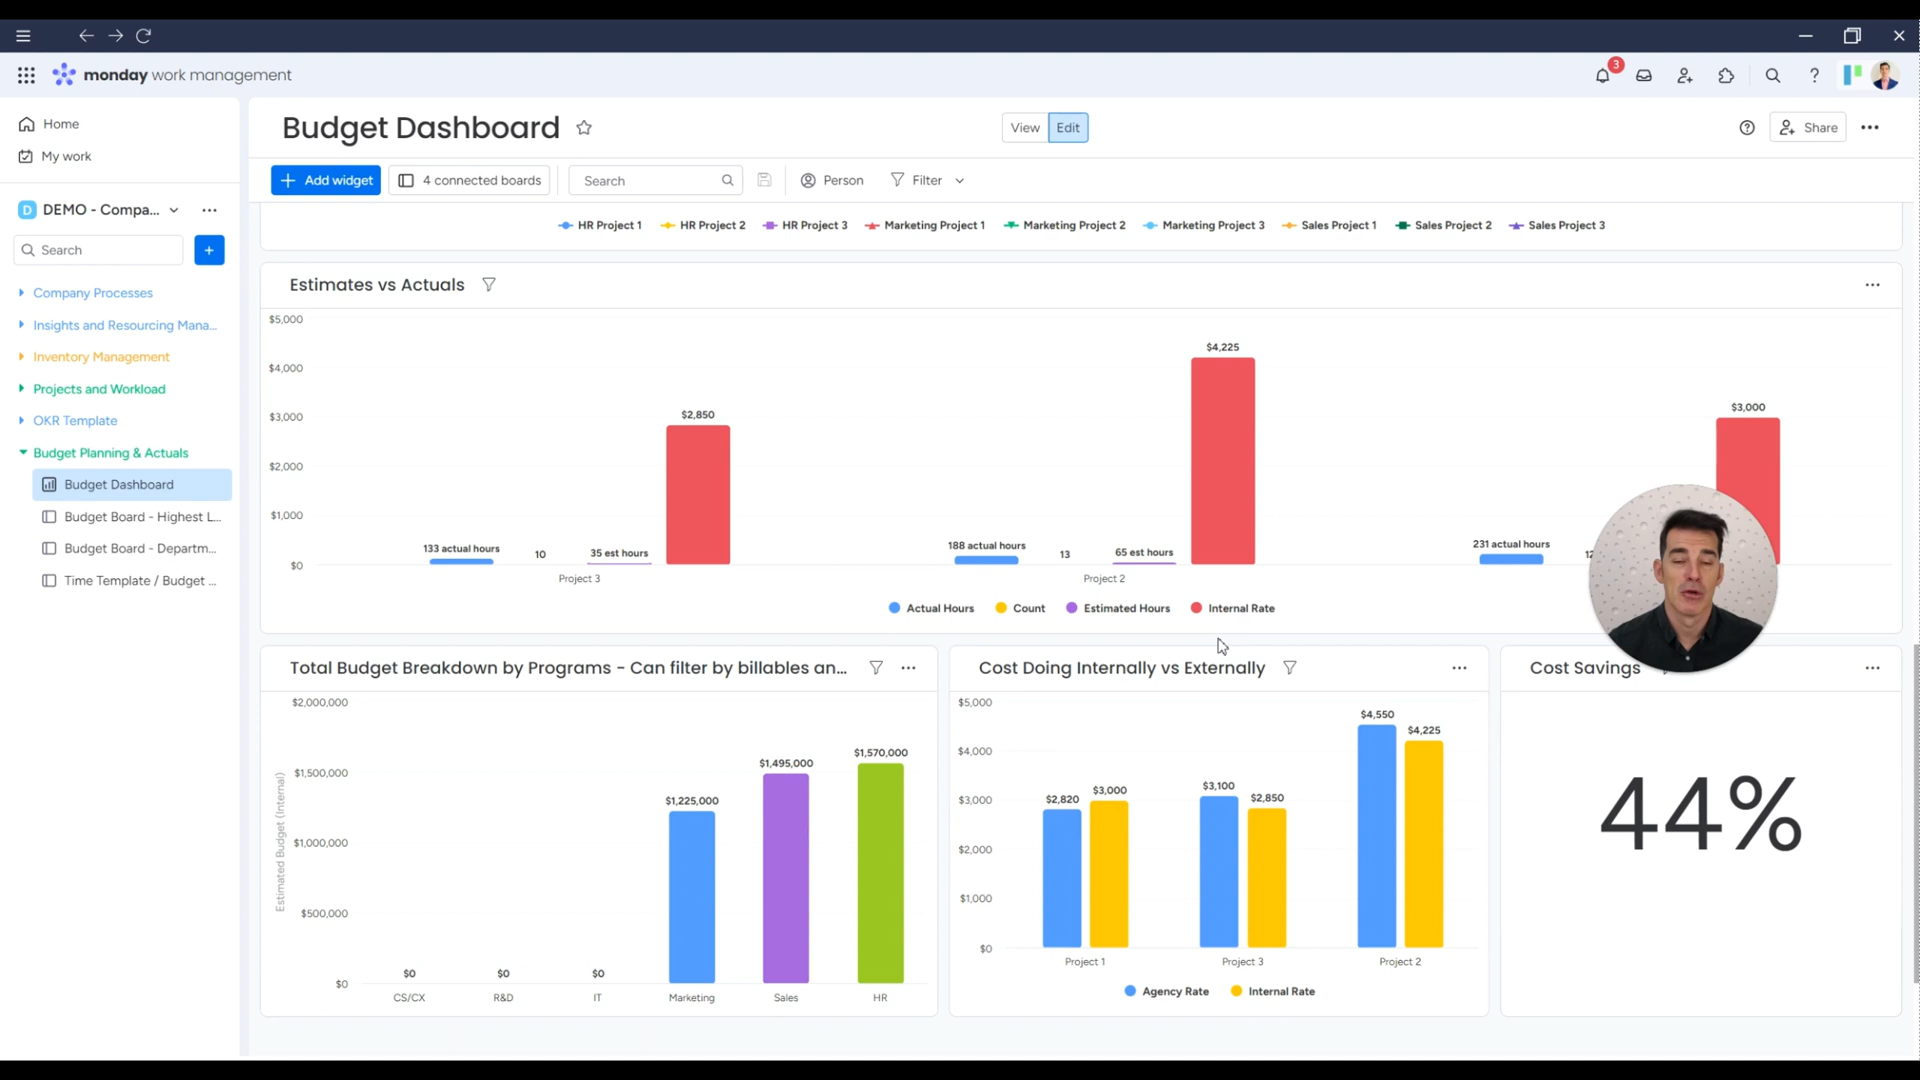 monday work management
3
Home
My work
D DEMO - Compa...
Search
+
Company Processes
Insights and Resourcing Mana...
Inventory Management
Projects and Workload
OKR Template
Budget Planning & Actuals
Budget Dashboard
Budget Board - Highest L...
Budget Board - Departm...
Time Template / Budget ...
Budget Dashboard
View Edit
Share
+ Add widget
4 connected boards
Search
Person
Filter
HR Project 1 HR Project 2 HR Project 3 Marketing Project 1 Marketing Project 2 Marketing Project 3 Sales Project 1 Sales Project 2 Sales Project 3
Estimates vs Actuals
$5,000
$4,000
$3,000
$2,000
$1,000
$0
133 actual hours 10 35 est hours $2,850
188 actual hours 13 65 est hours $4,225
231 actual hours $3,000
Project 3 Project 2
Actual Hours Count Estimated Hours Internal Rate
Total Budget Breakdown by Programs - Can filter by billables an...
Estimated Budget (Internal)
$2,000,000
$1,500,000
$1,000,000
$500,000
$0
$0 $0 $0 $1,225,000 $1,495,000 $1,570,000
CS/CX R&D IT Marketing Sales HR
Cost Doing Internally vs Externally
$5,000
$4,000
$3,000
$2,000
$1,000
$0
$2,820 $3,000 $3,100 $2,850 $4,550 $4,225
Project 1 Project 3 Project 2
Agency Rate Internal Rate
Cost Savings
44%